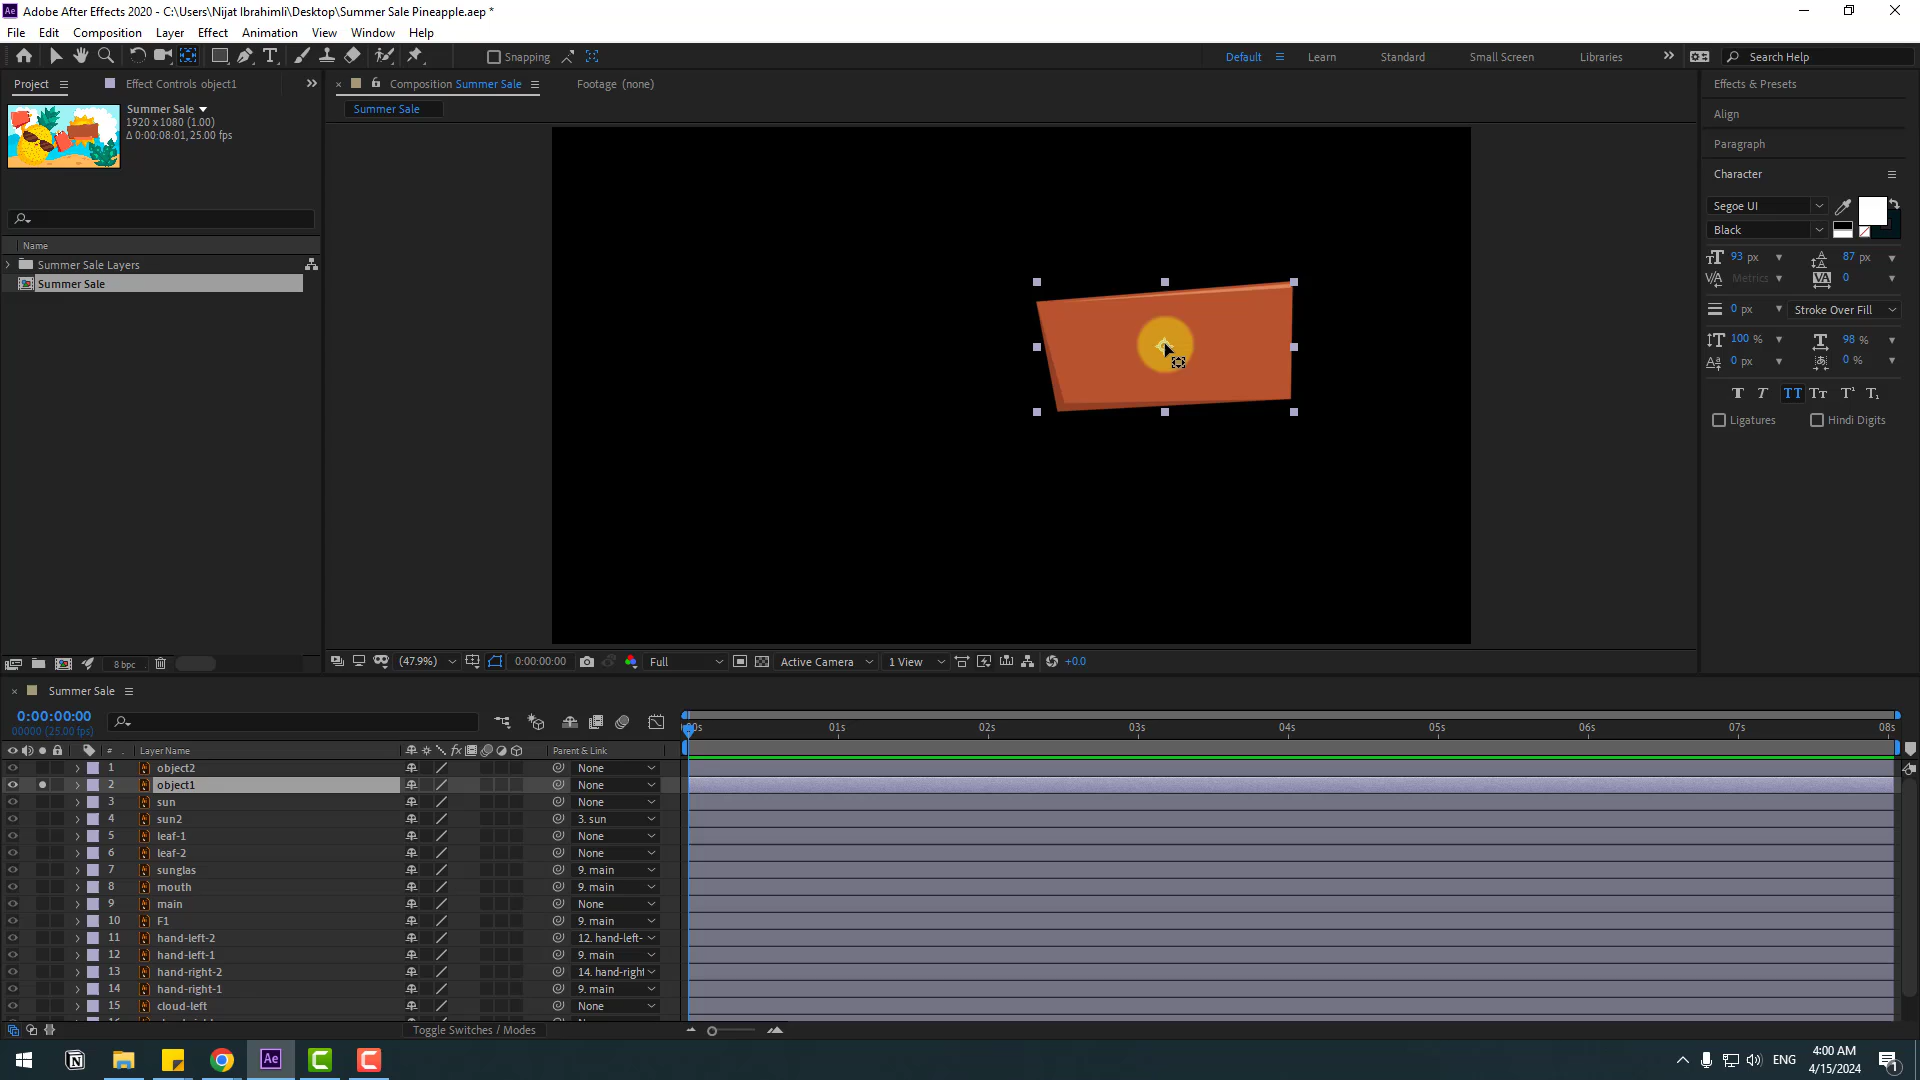 Adobe After Effects 2020 - C:\Users\Nijat Ibrahimli\Desktop\Summer Sale Pineapple.aep *
File Edit Composition Layer Effect Animation View Window Help
Snapping
Default Learn Standard Small Screen Libraries Search Help
Project Effect Controls object1
Composition Summer Sale Footage (none)
Summer Sale
Summer Sale
1920 x 1080 (1.00)
Δ 0:00:08:01, 25.00 fps
Name
Summer Sale Layers
Summer Sale
Effects & Presets
Align
Paragraph
Character
Segoe UI
Black
93 px 87 px
Metrics 0
0 px Stroke Over Fill
100 % 98 %
0 px 0 %
T T TT Tt T¹ T₁
Ligatures Hindi Digits
8 bpc
(47.9%) 0:00:00:00 Full Active Camera 1 View +0.0
Summer Sale
0:00:00:00
00000 (25.00 fps)
# Layer Name Parent & Link
01s 02s 03s 04s 05s 06s 07s 08s
1 object2 None
2 object1 None
3 sun None
4 sun2 3. sun
5 leaf-1 None
6 leaf-2 None
7 sunglas 9. main
8 mouth 9. main
9 main None
10 F1 9. main
11 hand-left-2 12. hand-left-
12 hand-left-1 9. main
13 hand-right-2 14. hand-right
14 hand-right-1 9. main
15 cloud-left None
Toggle Switches / Modes
Ae
ENG
4:00 AM
4/15/2024
1